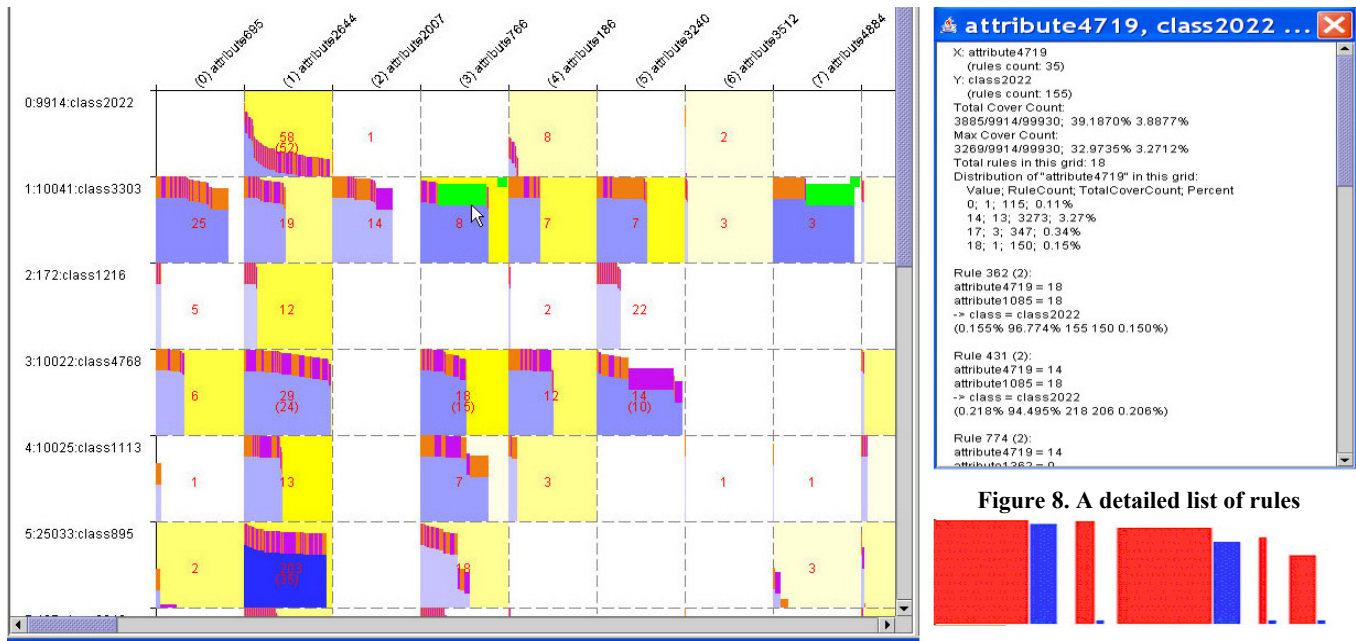 (0) attribute695
(1) attribute2644
(2) attribute2007
(3) attribute766
(4) attribute186
(5) attribute3240
(6) attribute3512
(7) attribute4884
0:9914:class2022
58
(52)
1
8
2
1:10041:class3303
25
19
14
8
7
7
3
3
2:172:class1216
5
12
2
22
3:10022:class4768
6
29
(24)
18
(15)
12
14
(10)
4:10025:class1113
1
13
7
3
1
1
5:25033:class895
2
203
18
3
attribute4719, class2022 ...
X: attribute4719
(rules count: 35)
Y: class2022
(rules count: 155)
Total Cover Count:
3885/9914/99930; 39.1870% 3.8877%
Max Cover Count:
3269/9914/99930; 32.9735% 3.2712%
Total rules in this grid: 18
Distribution of "attribute4719" in this grid:
Value; RuleCount; TotalCoverCount; Percent
0; 1; 115; 0.11%
14; 13; 3273; 3.27%
17; 3; 347; 0.34%
18; 1; 150; 0.15%
Rule 362 (2):
attribute4719 = 18
attribute1085 = 18
-> class = class2022
(0.155% 96.774% 155 150 0.150%)
Rule 431 (2):
attribute4719 = 14
attribute1085 = 18
-> class = class2022
(0.218% 94.495% 218 206 0.206%)
Rule 774 (2):
attribute4719 = 14
attribute1362 = 0
Figure 8. A detailed list of rules